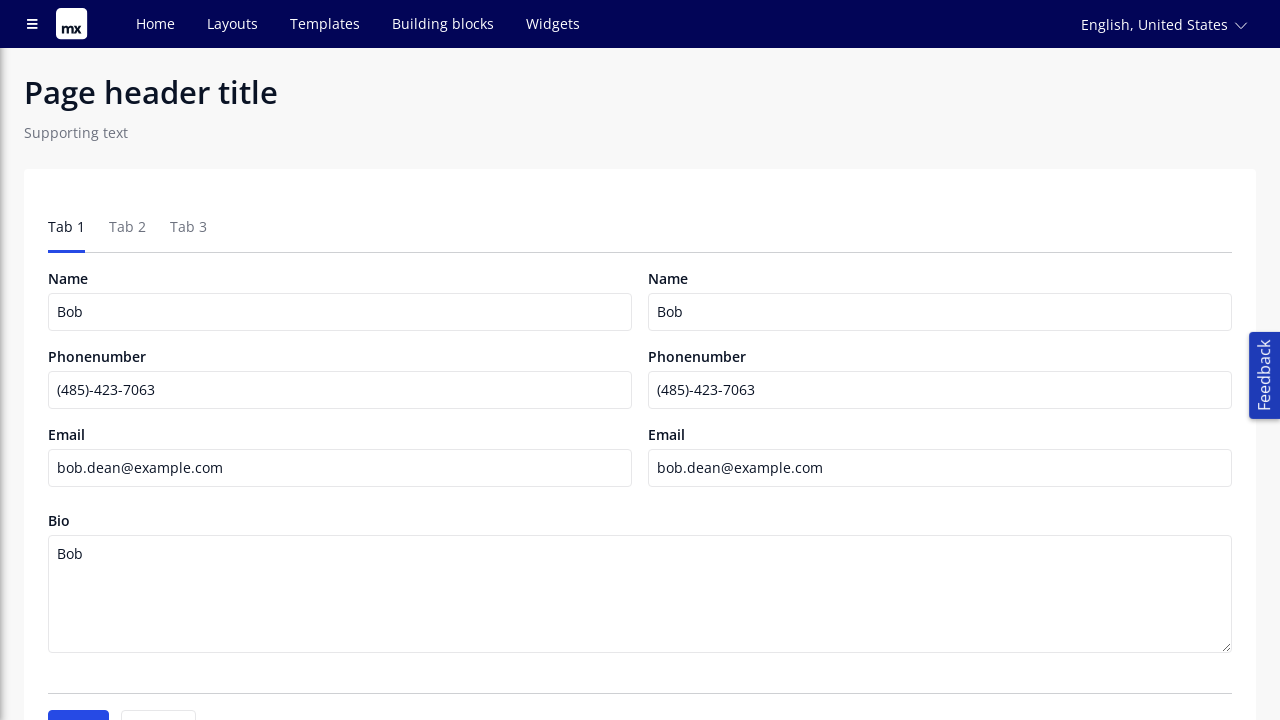 mx
Home
Layouts
Templates
Building blocks
Widgets
English, United States
Page header title
Supporting text
Tab 1
Tab 2
Tab 3
Name
Bob
Name
Bob
Phonenumber
(485)-423-7063
Phonenumber
(485)-423-7063
Email
bob.dean@example.com
Email
bob.dean@example.com
Bio
Bob
Feedback